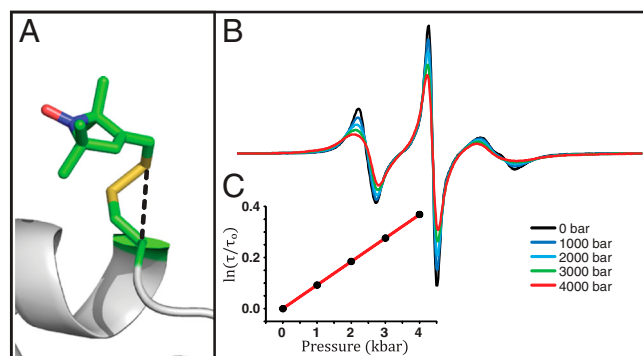 A
B
C
0.4
0.2
0.0
ln(τ/τo)
0 1 2 3 4
Pressure (kbar)
0 bar
1000 bar
2000 bar
3000 bar
4000 bar